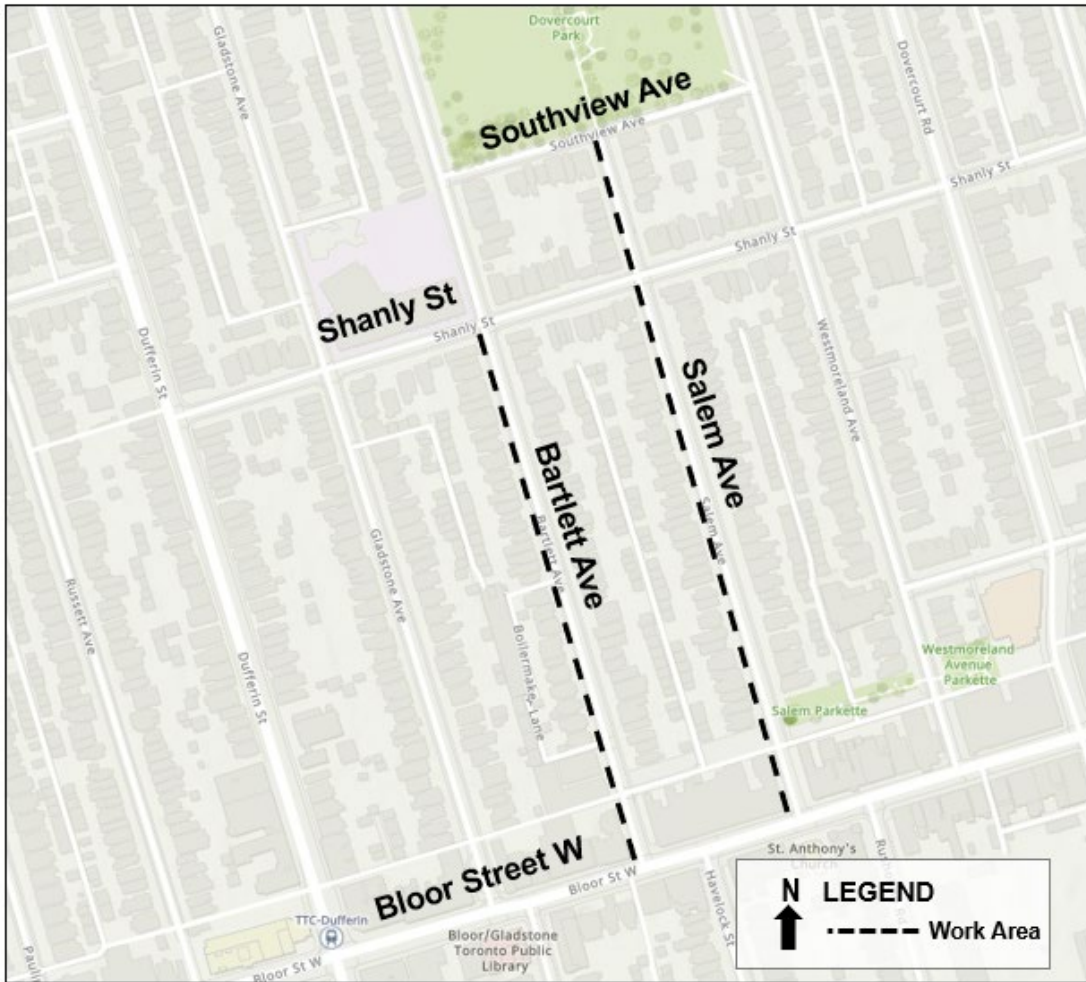 Dovercourt
Park
Gladstone Ave
Dovercourt Rd
Southview Ave
Southview Ave
Shanly St
Shanly St
Shanly St
Shanly St
Dufferin St
Westmoreland Ave
Salem Ave
Salem Ave
Bartlett Ave
Bartlett Ave
Gladstone Ave
Russett Ave
Boilermake Lane
Dufferin St
Westmoreland
Avenue
Parkette
Salem Parkette
Bloor Street W
Bloor St W
St. Anthony's
Church
Havelock St
TTC-Dufferin
Bloor/Gladstone
Toronto Public
Library
Bloor St W
N LEGEND
Work Area